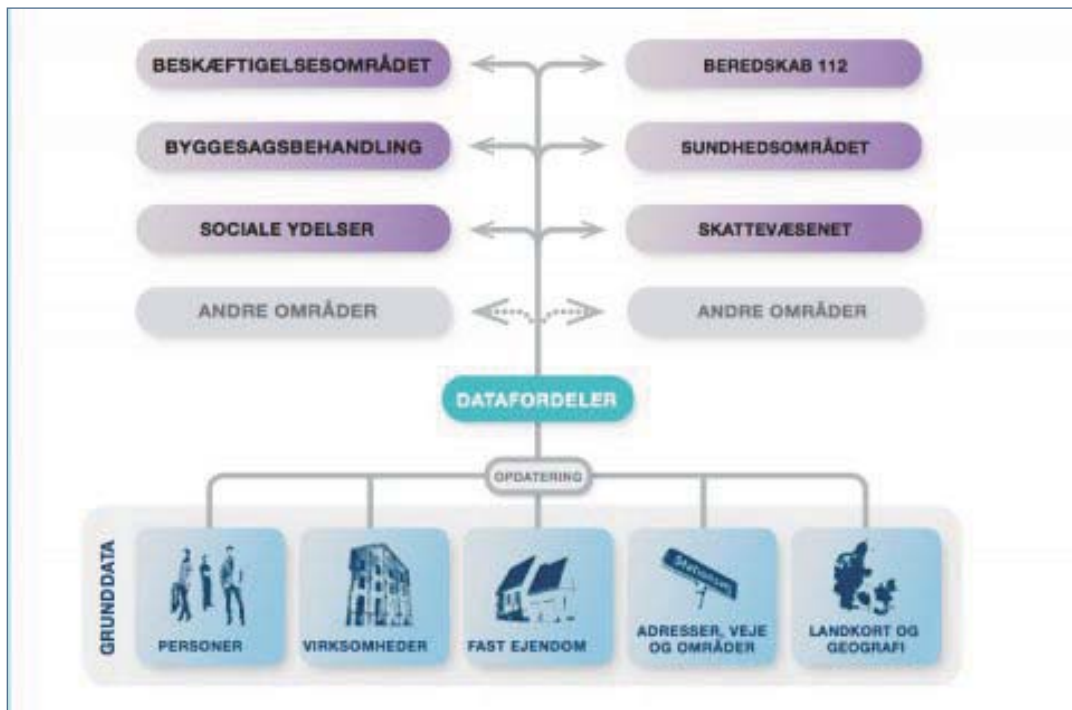 BESKÆFTIGELSESOMRÅDET
BEREDSKAB 112
BYGGESAGSBEHANDLING
SUNDHEDSOMRÅDET
SOCIALE YDELSER
SKATTEVÆSENET
ANDRE OMRÅDER
ANDRE OMRÅDER
DATAFORDELER
OPDATERING
GRUNDDATA
PERSONER
VIRKSOMHEDER
FAST EJENDOM
ADRESSER, VEJE
OG OMRÅDER
LANDKORT OG
GEOGRAFI